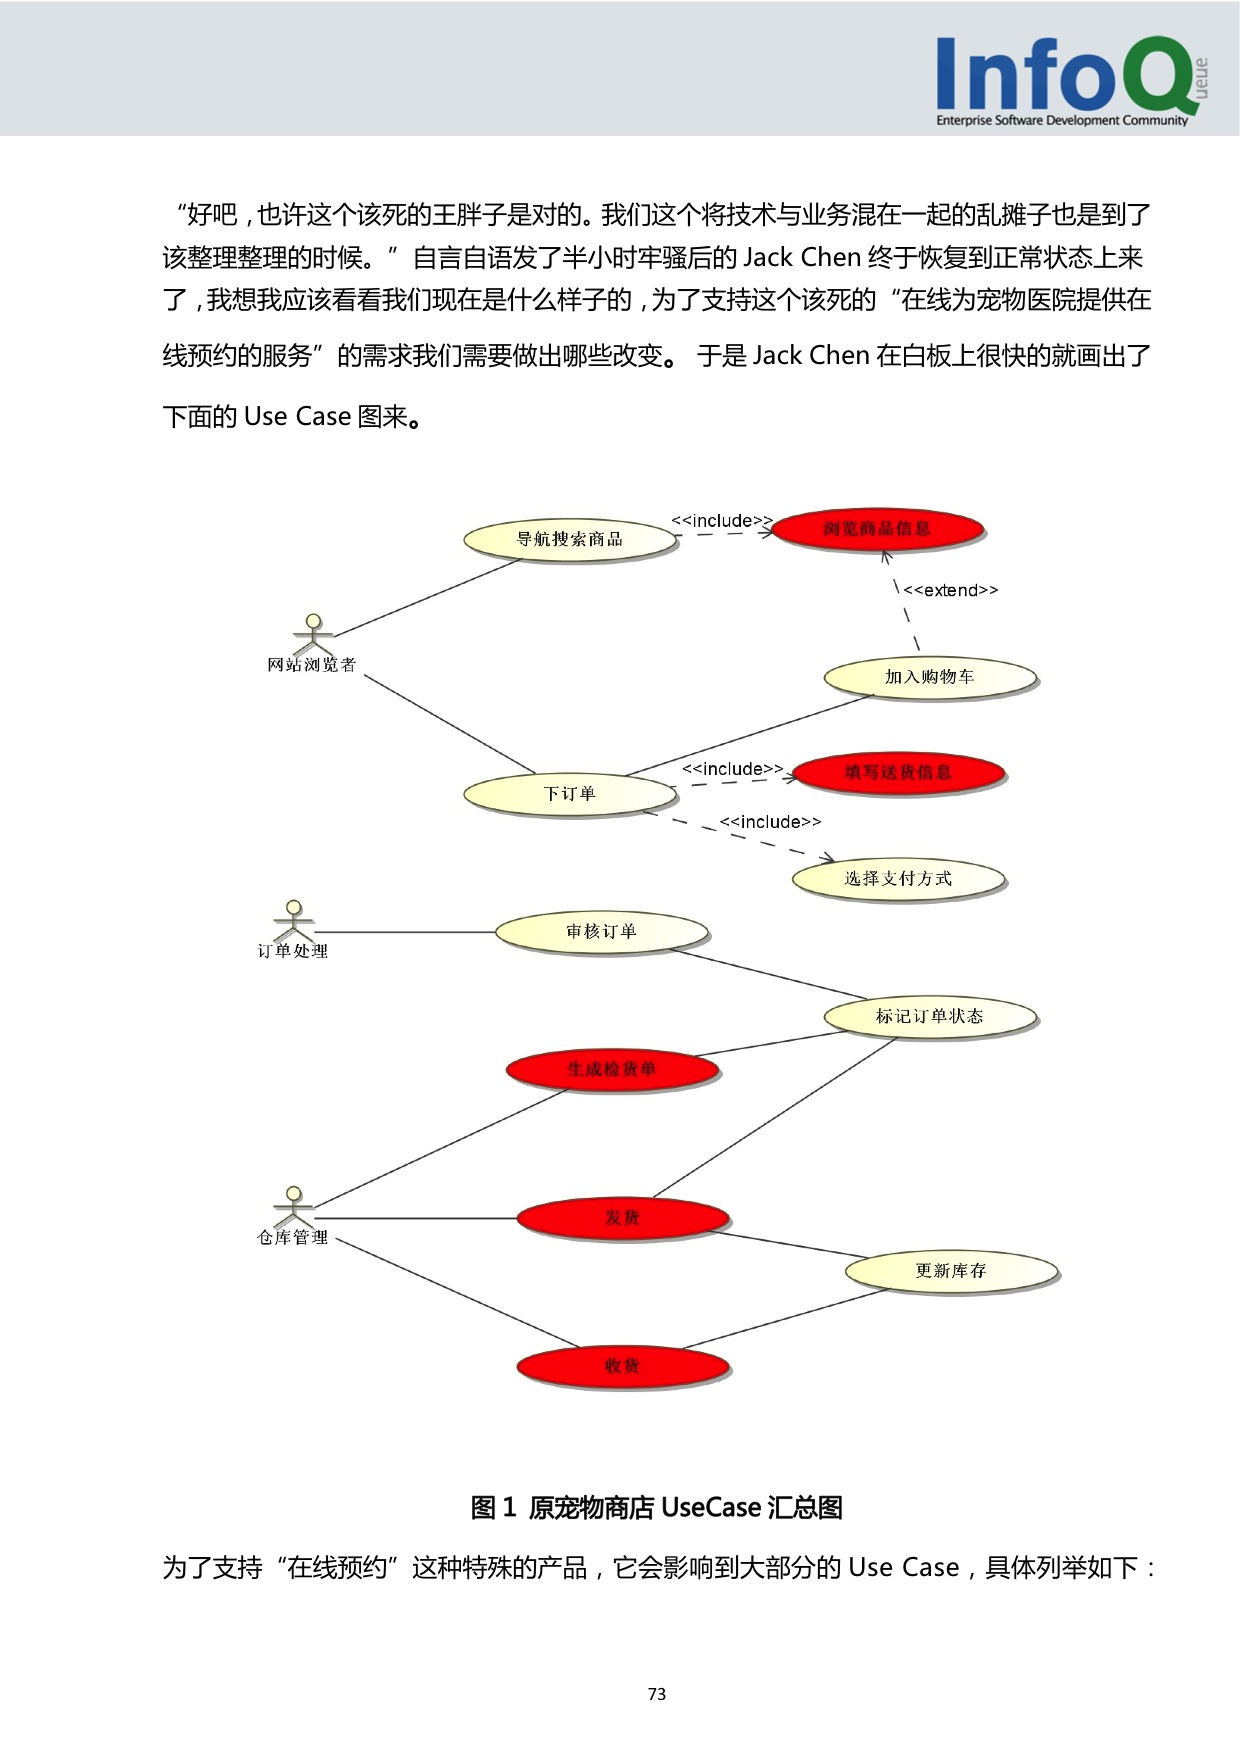 InfoQueue
Enterprise Software Development Community
“好吧，也许这个该死的王胖子是对的。我们这个将技术与业务混在一起的乱摊子也是到了
该整理整理的时候。”自言自语发了半小时牢骚后的 Jack Chen 终于恢复到正常状态上来
了，我想我应该看看我们现在是什么样子的，为了支持这个该死的“在线为宠物医院提供在
线预约的服务”的需求我们需要做出哪些改变。 于是 Jack Chen 在白板上很快的就画出了
下面的 Use Case 图来。
<<include>>
浏览商品信息
导航搜索商品
<<extend>>
网站浏览者
加入购物车
<<include>>
填写送货信息
下订单
<<include>>
选择支付方式
审核订单
订单处理
标记订单状态
生成检货单
发货
仓库管理
更新库存
收货
图 1 原宠物商店 UseCase 汇总图
为了支持“在线预约”这种特殊的产品，它会影响到大部分的 Use Case，具体列举如下：
73